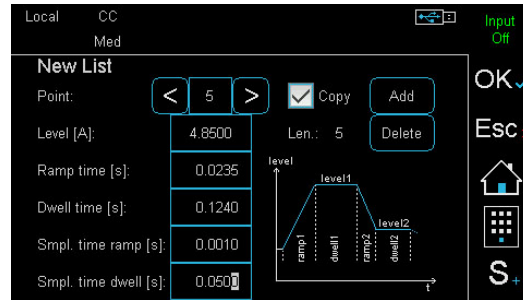 Local CC
Med
Input
Off
New List
Point: < 5 > Copy Add
Level [A]: 4.8500 Len.: 5 Delete
Ramp time [s]: 0.0235
Dwell time [s]: 0.1240
Smpl. time ramp [s]: 0.0010
Smpl. time dwell [s]: 0.0500
level
level1
level2
ramp1
dwell1
ramp2
dwell2
t
OK
Esc
S+